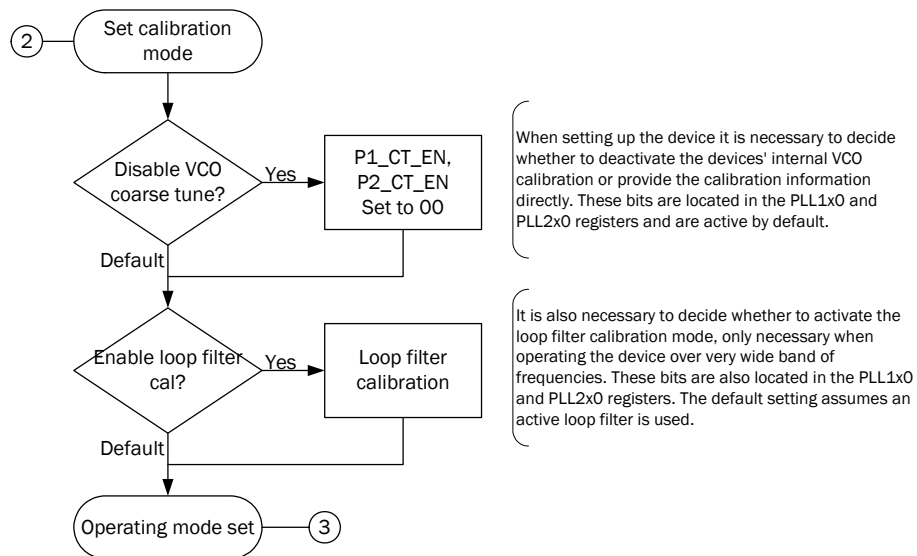 2
Set calibration
mode
Disable VCO
coarse tune?
Yes
P1_CT_EN,
P2_CT_EN
Set to 00
When setting up the device it is necessary to decide
whether to deactivate the devices' internal VCO
calibration or provide the calibration information
directly. These bits are located in the PLL1x0 and
PLL2x0 registers and are active by default.
Default
Enable loop filter
cal?
Yes
Loop filter
calibration
It is also necessary to decide whether to activate the
loop filter calibration mode, only necessary when
operating the device over very wide band of
frequencies. These bits are also located in the PLL1x0
and PLL2x0 registers. The default setting assumes an
active loop filter is used.
Default
Operating mode set
3